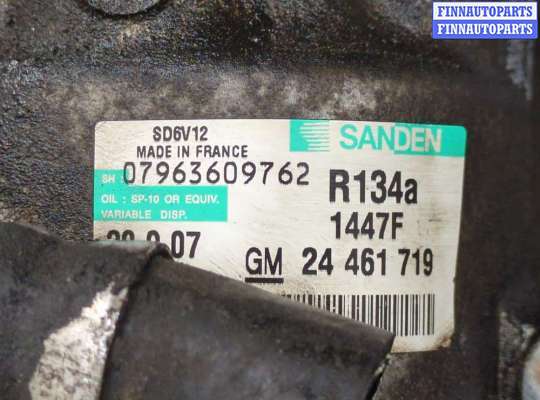 FINNAUTOPARTS
FINNAUTOPARTS
SD6V12
MADE IN FRANCE
SANDEN
SH 07963609762
R134a
OIL : SP-10 OR EQUIV.
VARIABLE DISP.
1447F
07
GM 24 461 719